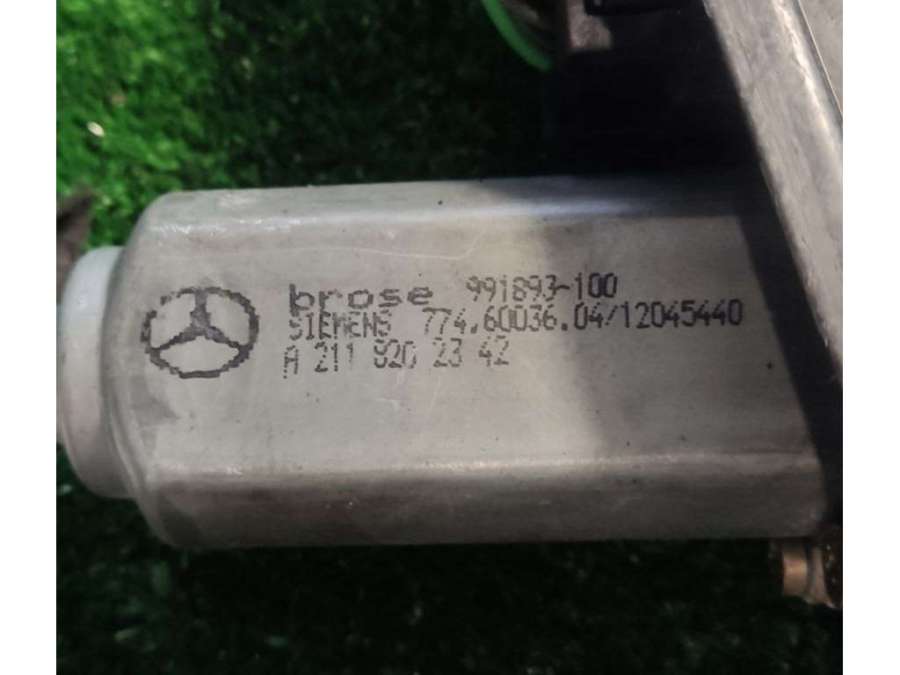 brose 991893-100
SIEMENS 774.60036.04/12045440
A 211 820 23 42